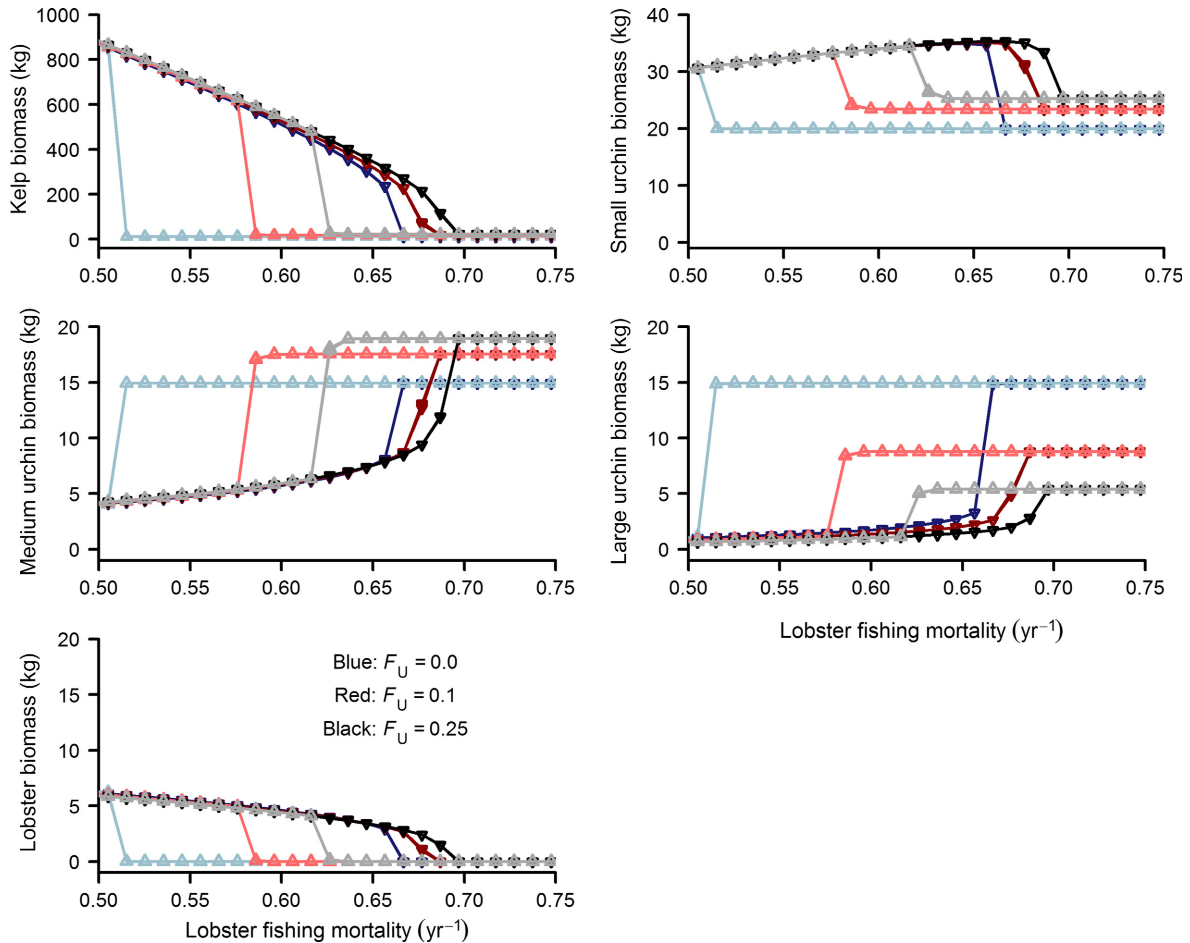 Kelp biomass (kg)
1000
800
600
400
200
0
0.50 0.55 0.60 0.65 0.70 0.75
Small urchin biomass (kg)
40
30
20
10
0
0.50 0.55 0.60 0.65 0.70 0.75
Medium urchin biomass (kg)
20
15
10
5
0
0.50 0.55 0.60 0.65 0.70 0.75
Large urchin biomass (kg)
20
15
10
5
0
0.50 0.55 0.60 0.65 0.70 0.75
Lobster fishing mortality (yr⁻¹)
Lobster biomass (kg)
20
15
10
5
0
Blue: F_U = 0.0
Red: F_U = 0.1
Black: F_U = 0.25
0.50 0.55 0.60 0.65 0.70 0.75
Lobster fishing mortality (yr⁻¹)